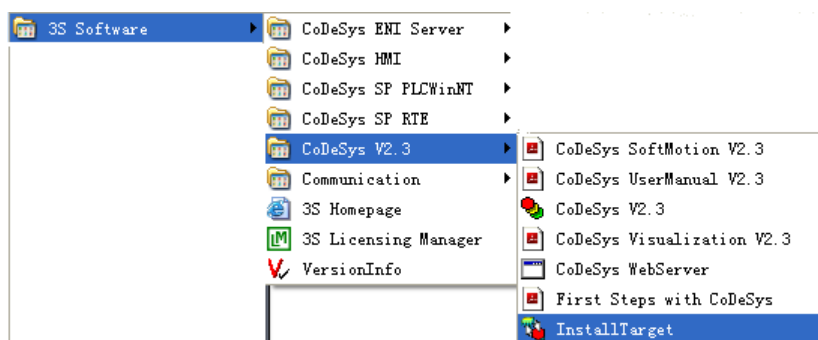 3S Software
CoDeSys ENI Server
CoDeSys HMI
CoDeSys SP PLCWinNT
CoDeSys SP RTE
CoDeSys V2.3
Communication
3S Homepage
3S Licensing Manager
VersionInfo
CoDeSys SoftMotion V2.3
CoDeSys UserManual V2.3
CoDeSys V2.3
CoDeSys Visualization V2.3
CoDeSys WebServer
First Steps with CoDeSys
InstallTarget